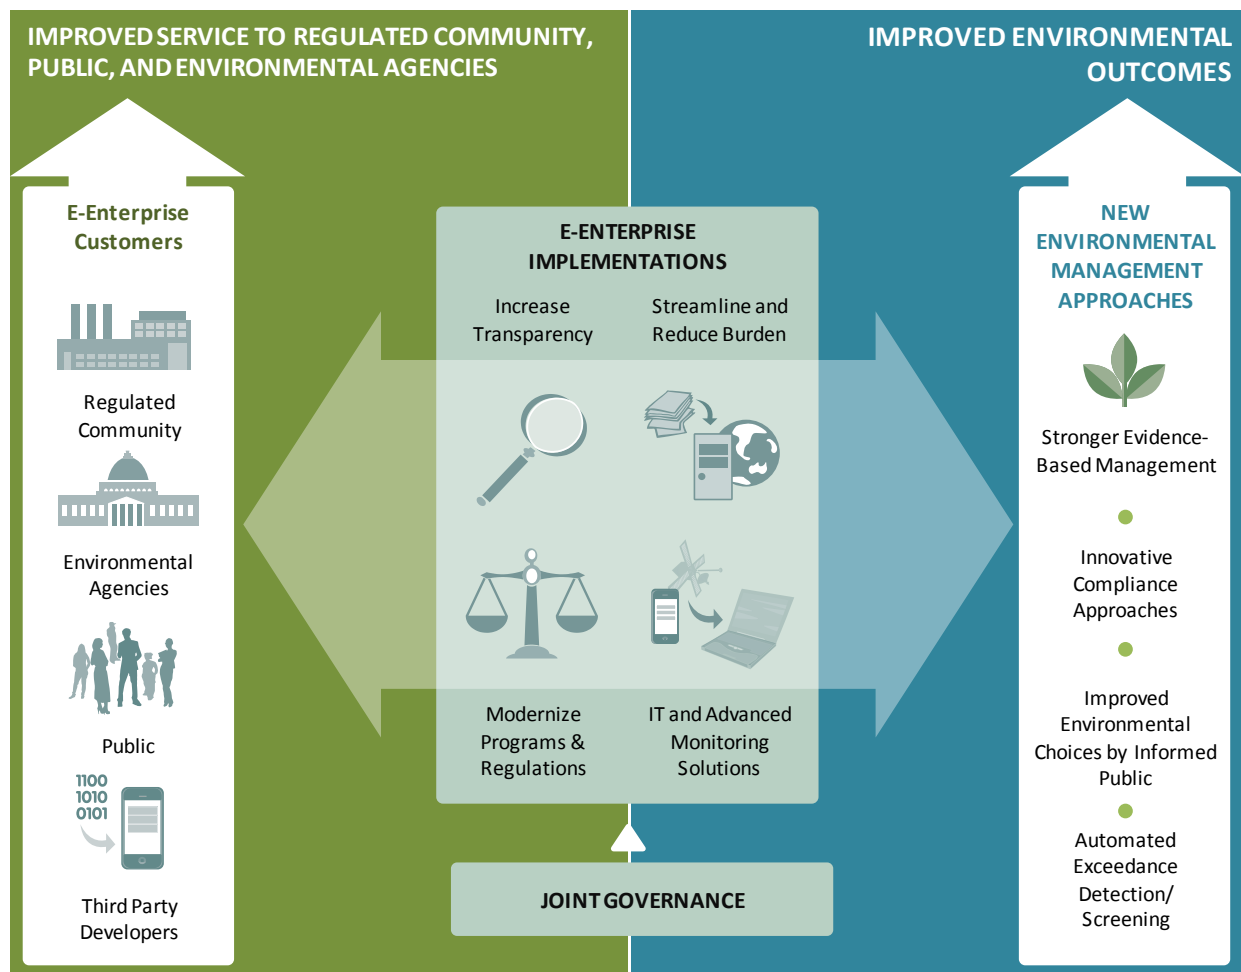 IMPROVED SERVICE TO REGULATED COMMUNITY,
PUBLIC, AND ENVIRONMENTAL AGENCIES
IMPROVED ENVIRONMENTAL
OUTCOMES
E-Enterprise
Customers
Regulated
Community
Environmental
Agencies
Public
1100
1010
0101
Third Party
Developers
E-ENTERPRISE
IMPLEMENTATIONS
Increase
Transparency
Streamline and
Reduce Burden
Modernize
Programs &
Regulations
IT and Advanced
Monitoring
Solutions
JOINT GOVERNANCE
NEW
ENVIRONMENTAL
MANAGEMENT
APPROACHES
Stronger Evidence-
Based Management
Innovative
Compliance
Approaches
Improved
Environmental
Choices by Informed
Public
Automated
Exceedance
Detection/
Screening